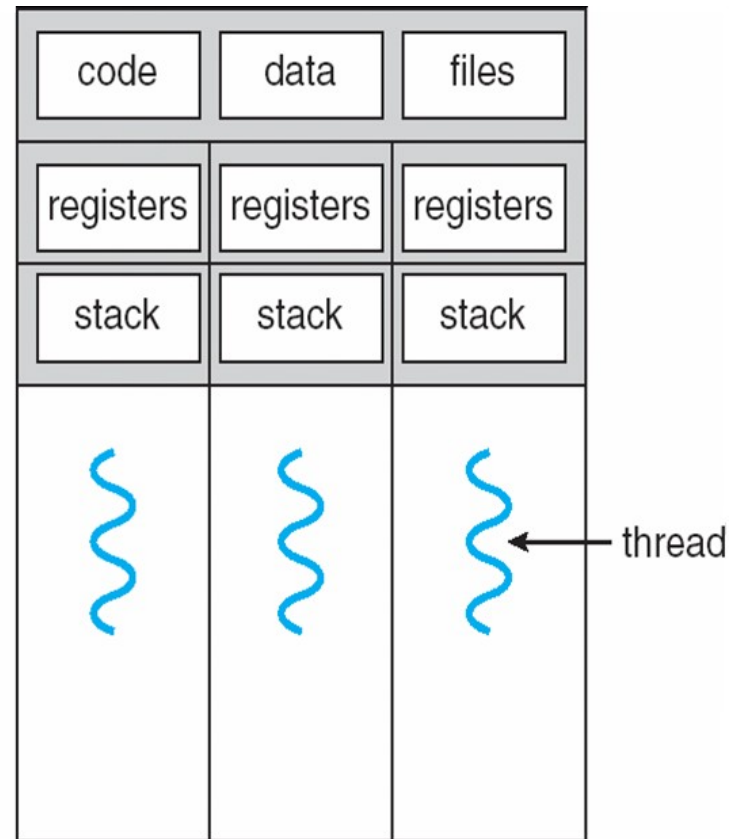 code data files
registers registers registers
stack stack stack
thread